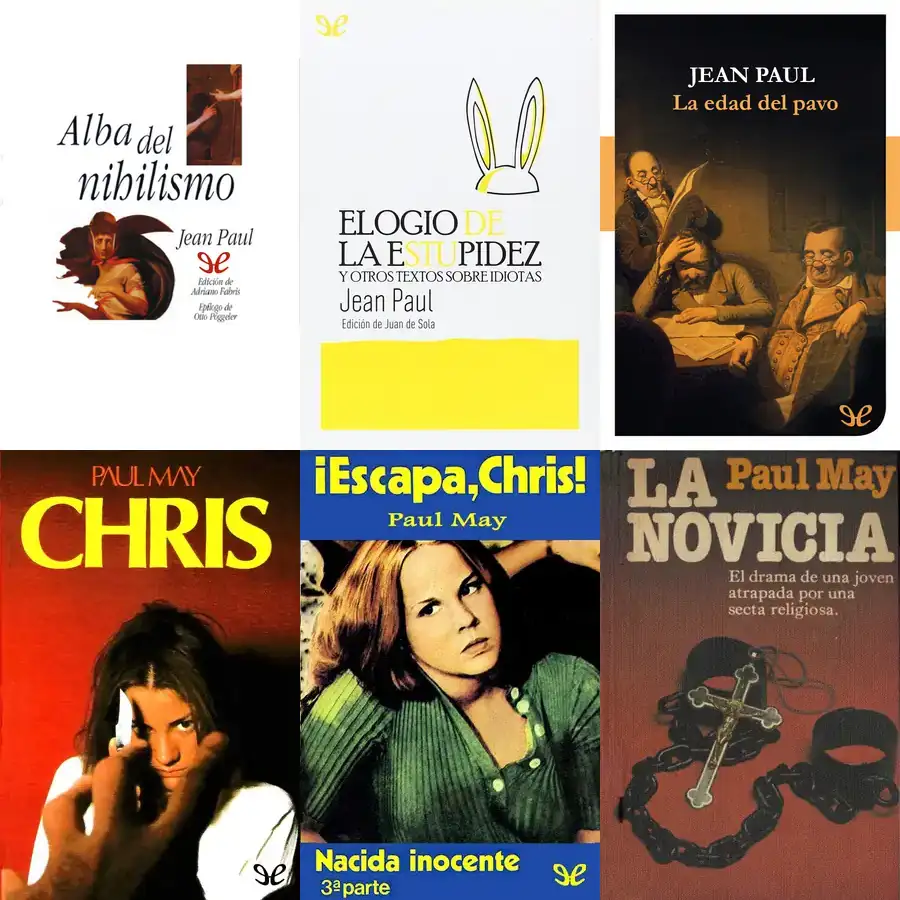 Alba del
nihilismo
Jean Paul
Edición de
Adriano Fabris
Epílogo de
Otto Pöggeler
ELOGIO DE
LA ESTUPIDEZ
Y OTROS TEXTOS SOBRE IDIOTAS
Jean Paul
Edición de Juan de Sola
JEAN PAUL
La edad del pavo
PAUL MAY
CHRIS
¡Escapa, Chris!
Paul May
Nacida inocente
3ª parte
LA
NOVICIA
Paul May
El drama de una joven
atrapada por una
secta religiosa.